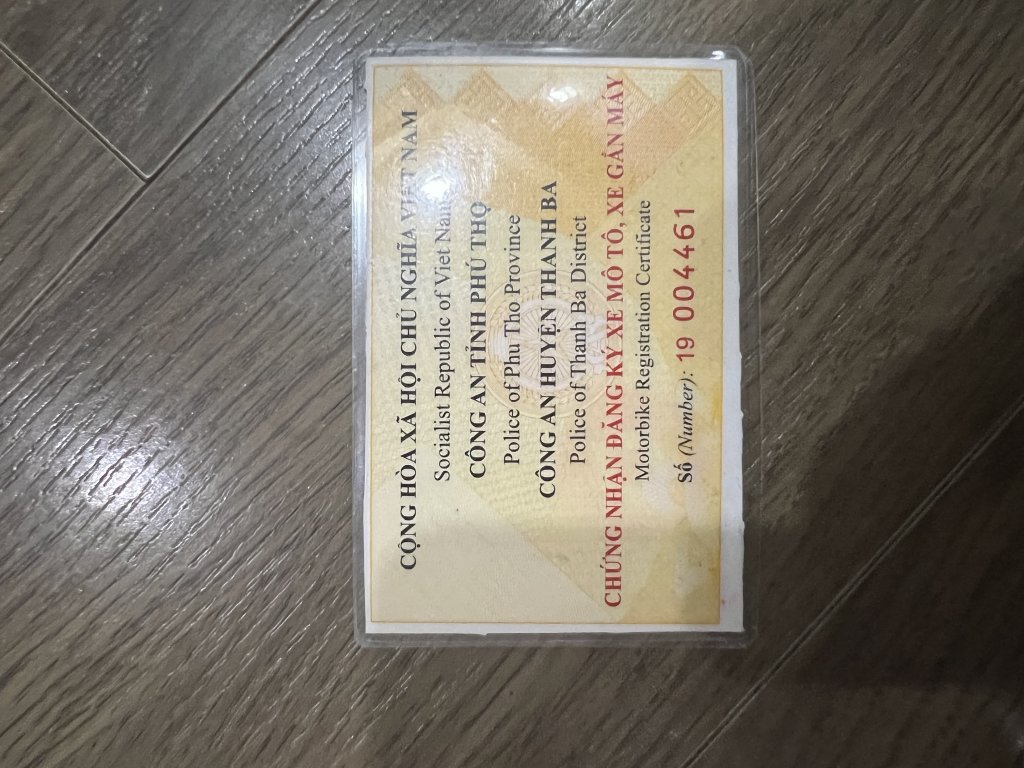 CỘNG HÒA XÃ HỘI CHỦ NGHĨA VIỆT NAM
Socialist Republic of Viet Nam
CÔNG AN TỈNH PHÚ THỌ
Police of Phu Tho Province
CÔNG AN HUYỆN THANH BA
Police of Thanh Ba District
CHỨNG NHẬN ĐĂNG KÝ XE MÔ TÔ, XE GẮN MÁY
Motorbike Registration Certificate
Số (Number): 19 004461